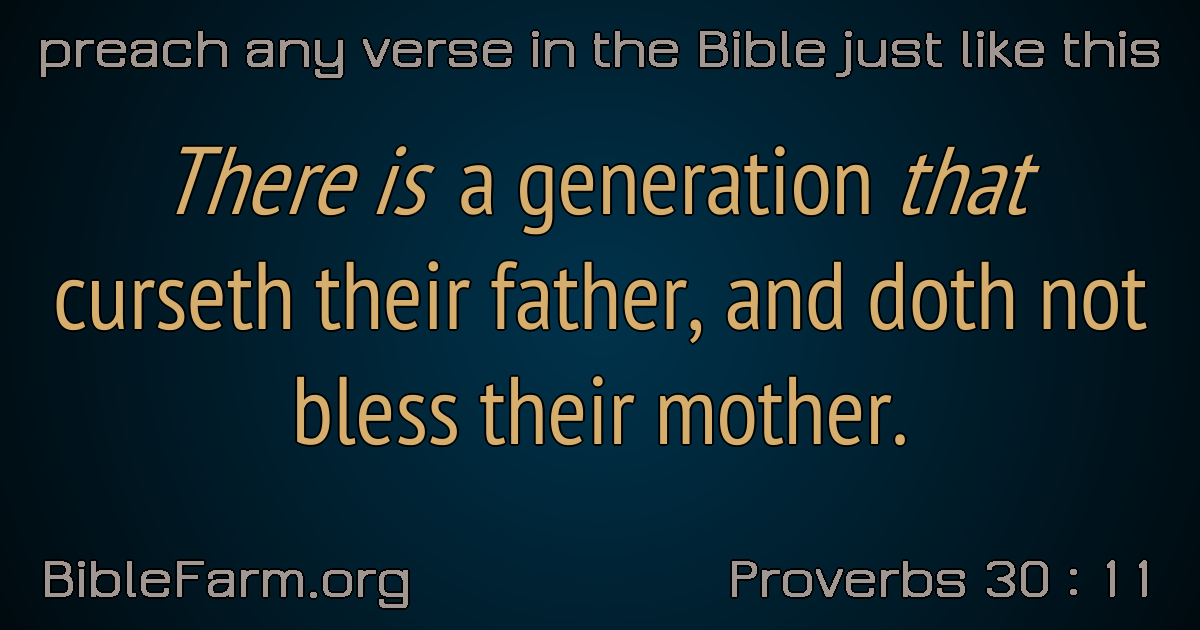 preach any verse in the Bible just like this
There is a generation that
curseth their father, and doth not
bless their mother.
BibleFarm.org
Proverbs 30 : 11